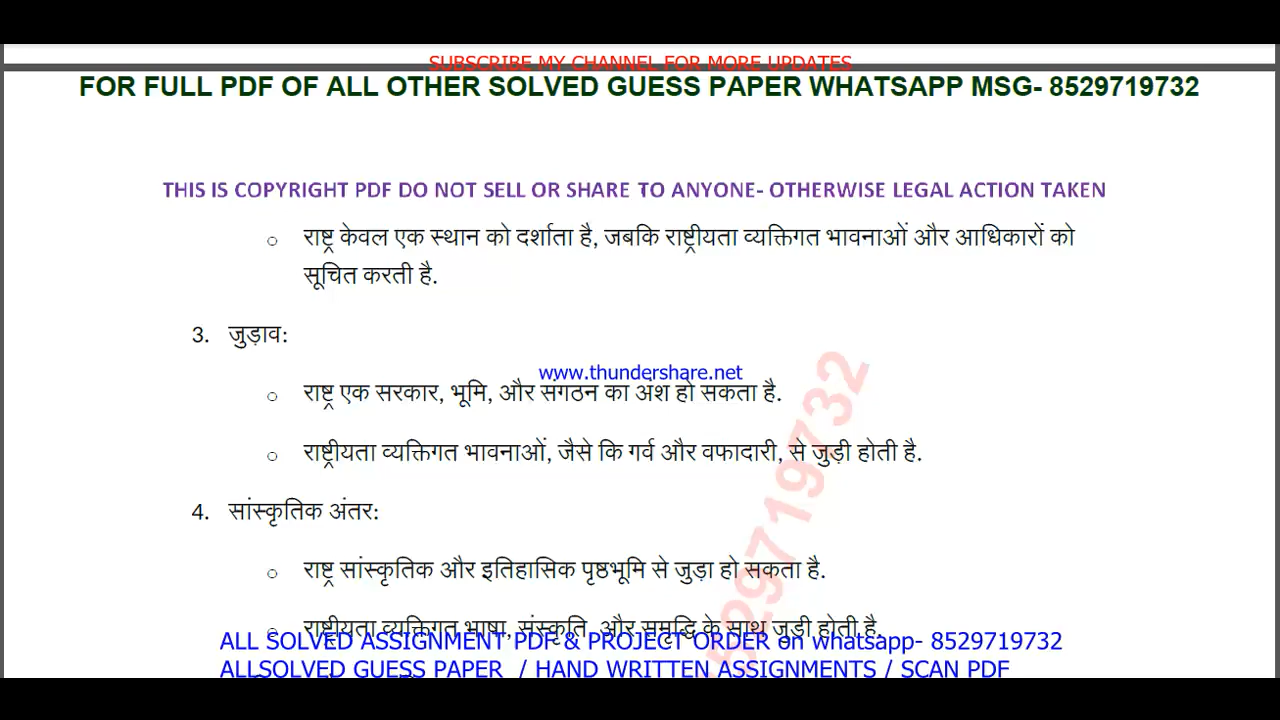 SUBSCRIBE MY CHANNEL FOR MORE UPDATES
FOR FULL PDF OF ALL OTHER SOLVED GUESS PAPER WHATSAPP MSG- 8529719732
THIS IS COPYRIGHT PDF DO NOT SELL OR SHARE TO ANYONE- OTHERWISE LEGAL ACTION TAKEN
○ राष्ट्र केवल एक स्थान को दर्शाता है, जबकि राष्ट्रीयता व्यक्तिगत भावनाओं और आधिकारों को
सूचित करती है.
3. जुड़ाव:
www.thundershare.net
○ राष्ट्र एक सरकार, भूमि, और संगठन का अंश हो सकता है.
○ राष्ट्रीयता व्यक्तिगत भावनाओं, जैसे कि गर्व और वफादारी, से जुड़ी होती है.
4. सांस्कृतिक अंतर:
○ राष्ट्र सांस्कृतिक और इतिहासिक पृष्ठभूमि से जुड़ा हो सकता है.
○ राष्ट्रीयता व्यक्तिगत भाषा, संस्कृति, और समृद्धि के साथ जुड़ी होती है.
8529719732
ALL SOLVED ASSIGNMENT PDF & PROJECT ORDER on whatsapp- 8529719732
ALLSOLVED GUESS PAPER / HAND WRITTEN ASSIGNMENTS / SCAN PDF